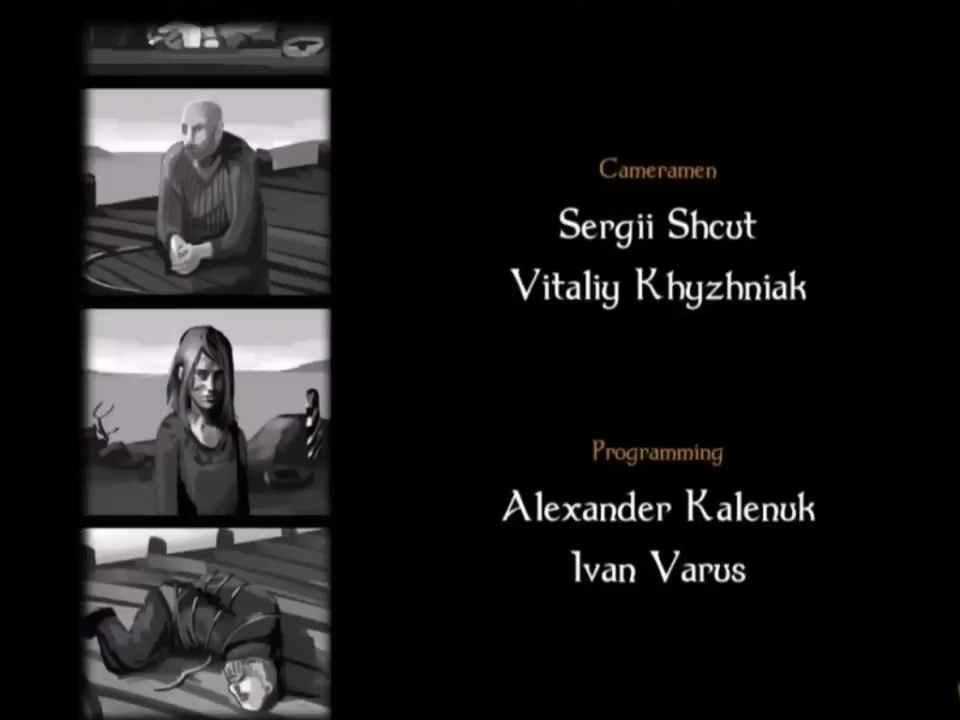 Cameramen
Sergii Shcut
Vitaliy Khyzhniak
Programming
Alexander Kalenuk
Ivan Varus